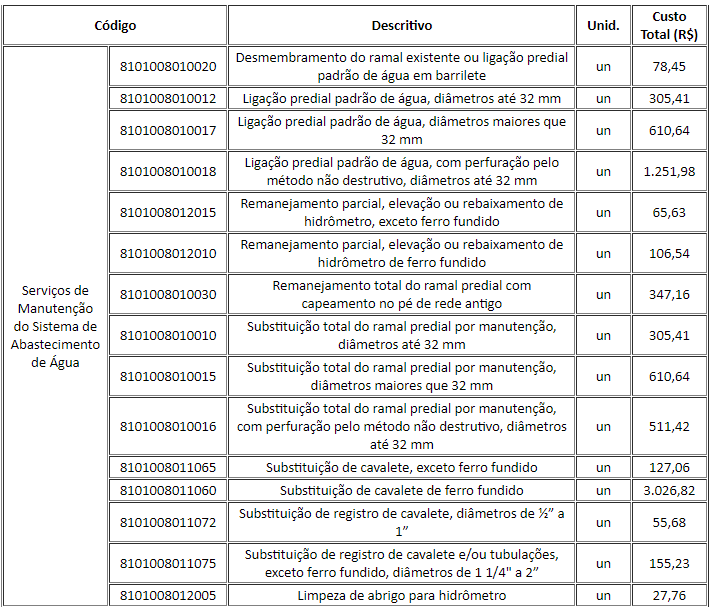 Código Descritivo Unid. Custo
Total (R$)
Serviços de
Manutenção
do Sistema de
Abastecimento
de Água
8101008010020 Desmembramento do ramal existente ou ligação predial
padrão de água em barrilete un 78,45
8101008010012 Ligação predial padrão de água, diâmetros até 32 mm un 305,41
8101008010017 Ligação predial padrão de água, diâmetros maiores que
32 mm un 610,64
8101008010018 Ligação predial padrão de água, com perfuração pelo
método não destrutivo, diâmetros até 32 mm un 1.251,98
8101008012015 Remanejamento parcial, elevação ou rebaixamento de
hidrômetro, exceto ferro fundido un 65,63
8101008012010 Remanejamento parcial, elevação ou rebaixamento de
hidrômetro de ferro fundido un 106,54
8101008010030 Remanejamento total do ramal predial com
capeamento no pé de rede antigo un 347,16
8101008010010 Substituição total do ramal predial por manutenção,
diâmetros até 32 mm un 305,41
8101008010015 Substituição total do ramal predial por manutenção,
diâmetros maiores que 32 mm un 610,64
8101008010016 Substituição total do ramal predial por manutenção,
com perfuração pelo método não destrutivo, diâmetros
até 32 mm un 511,42
8101008011065 Substituição de cavalete, exceto ferro fundido un 127,06
8101008011060 Substituição de cavalete de ferro fundido un 3.026,82
8101008011072 Substituição de registro de cavalete, diâmetros de ½” a
1” un 55,68
8101008011075 Substituição de registro de cavalete e/ou tubulações,
exceto ferro fundido, diâmetros de 1 1/4" a 2” un 155,23
8101008012005 Limpeza de abrigo para hidrômetro un 27,76